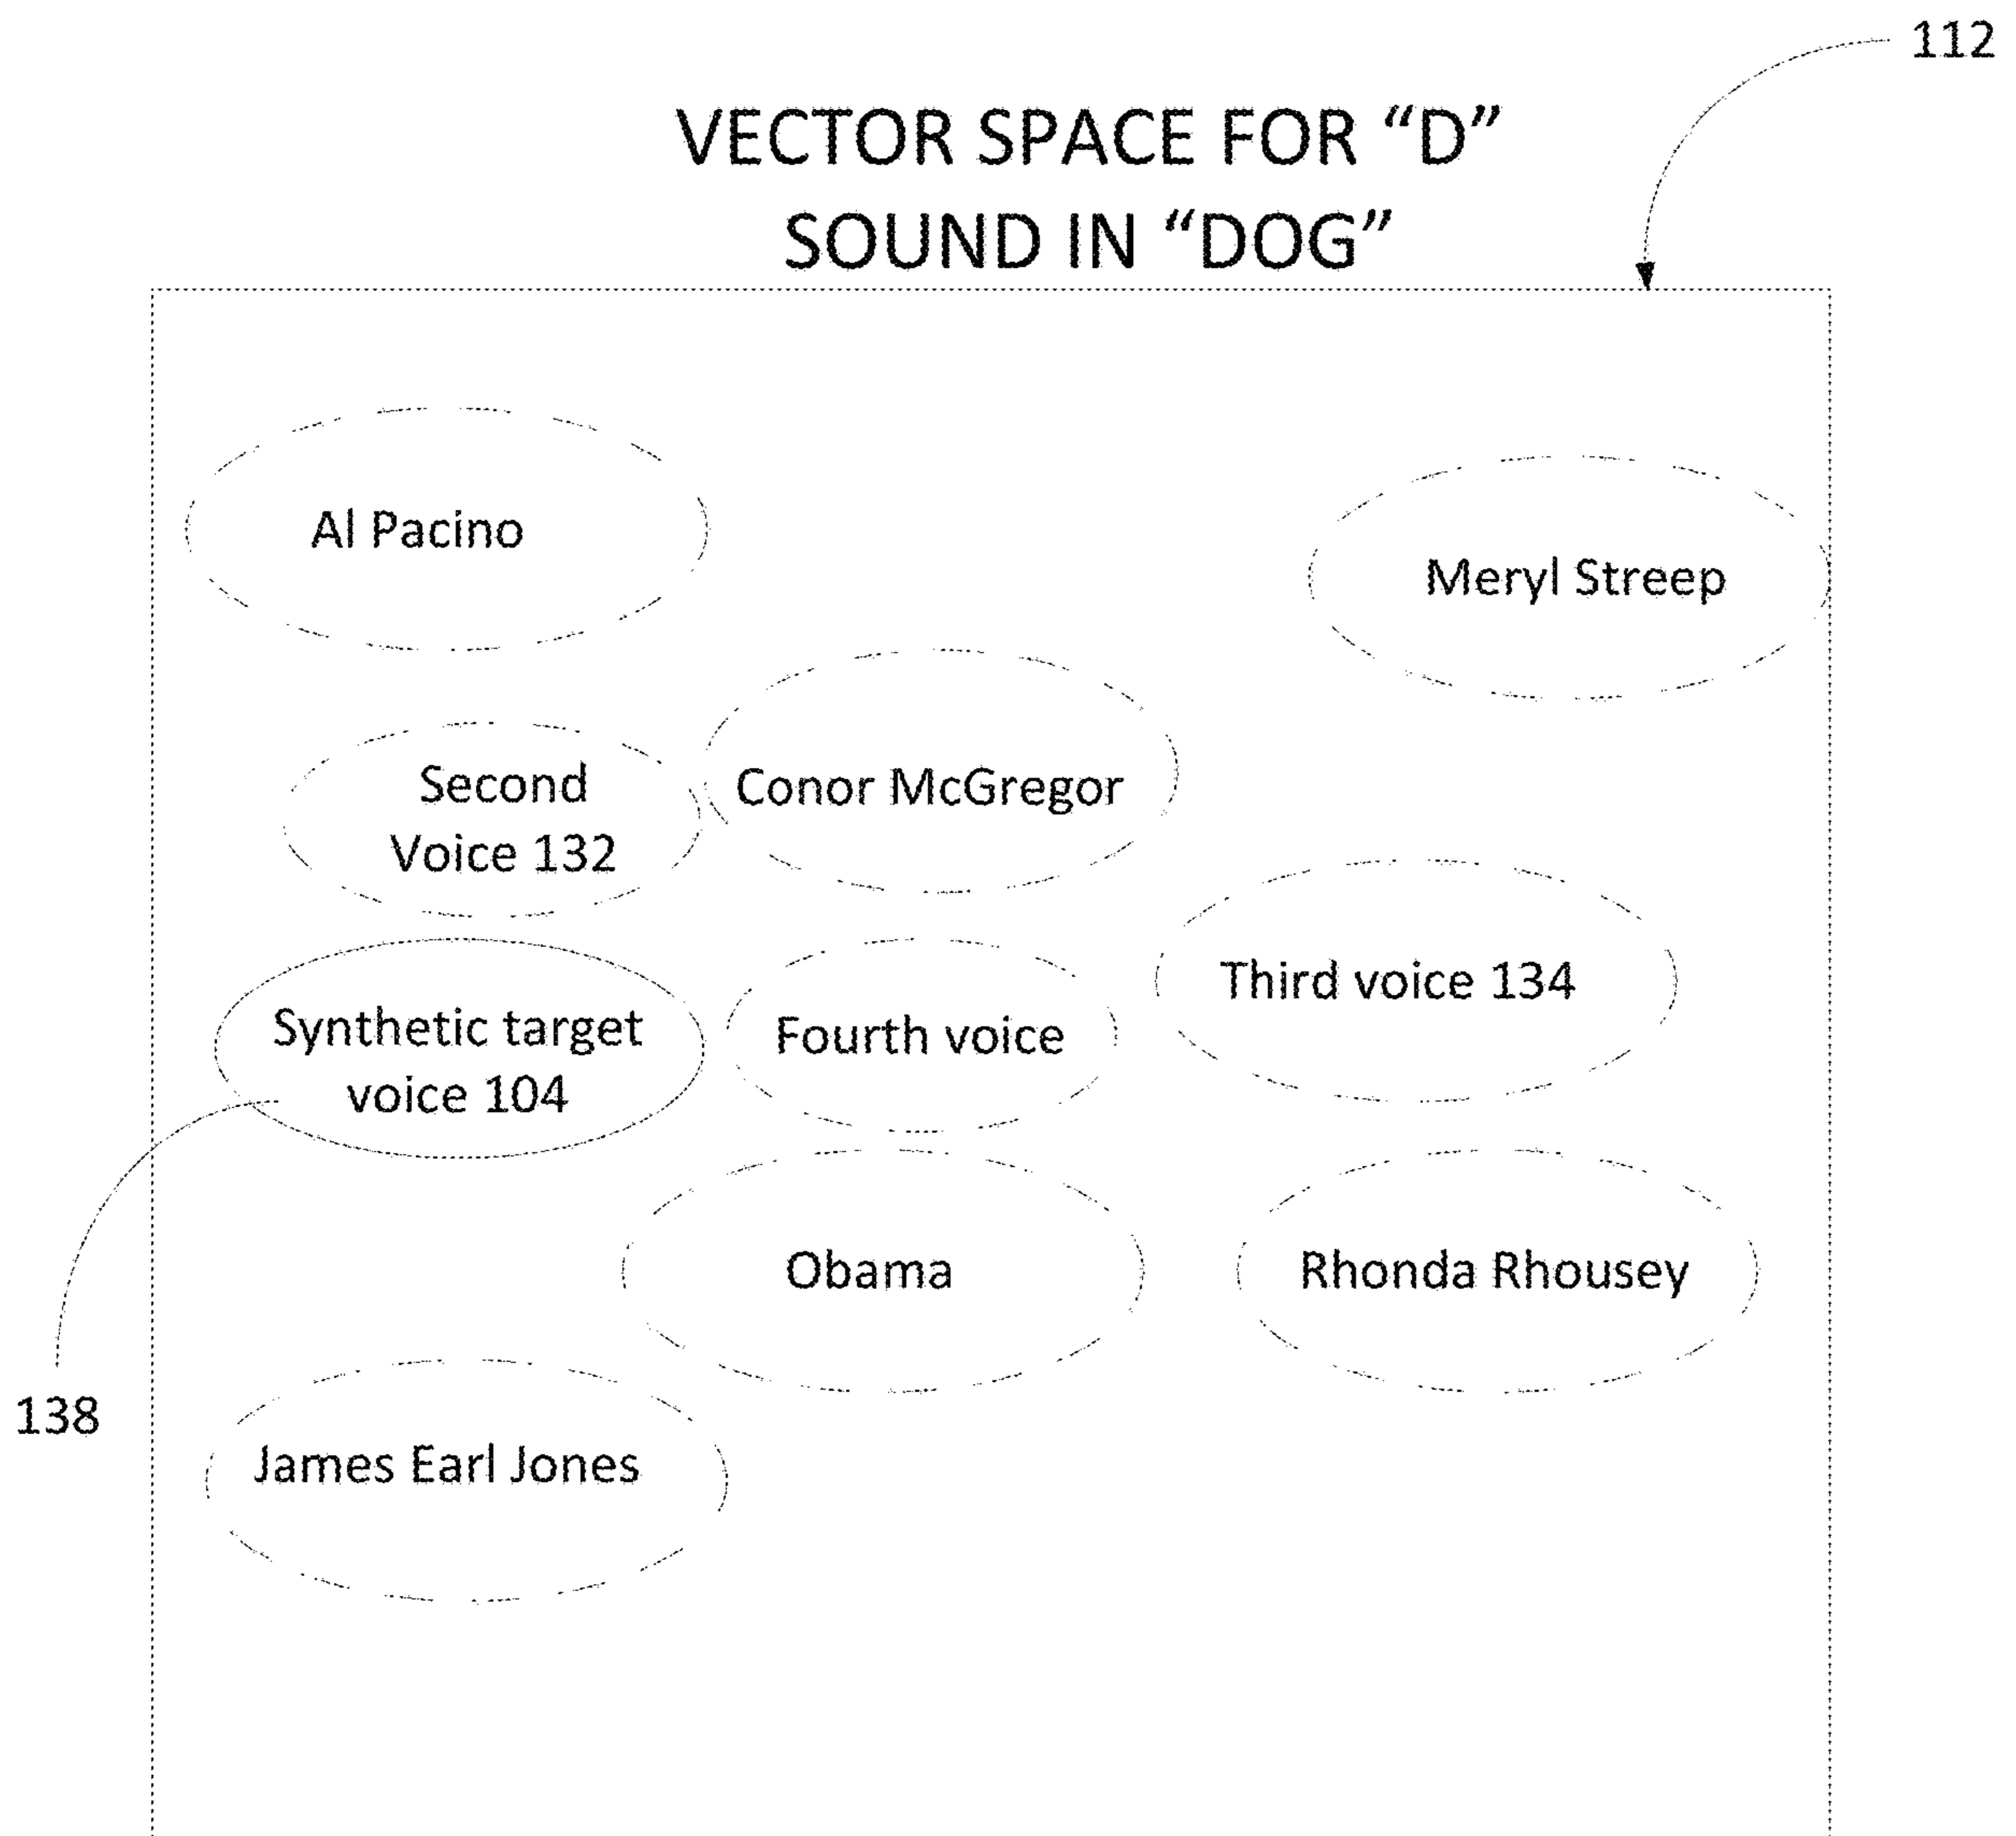 112
VECTOR SPACE FOR “D”
SOUND IN “DOG”
Al Pacino
Meryl Streep
Second
Voice 132
Conor McGregor
Third voice 134
Synthetic target
voice 104
Fourth voice
Obama
Rhonda Rhousey
138
James Earl Jones